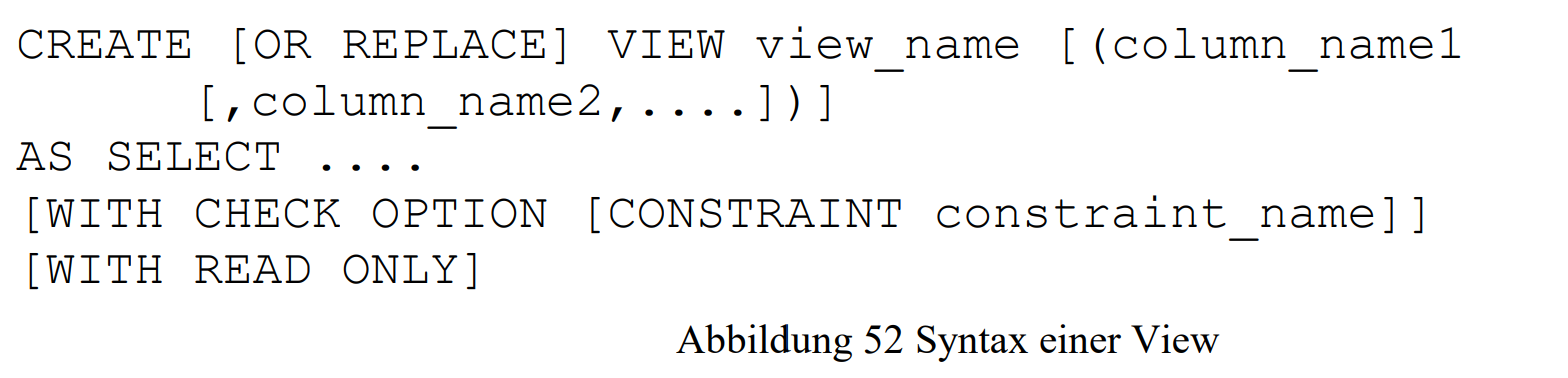 CREATE [OR REPLACE] VIEW view_name [(column_name1
[,column_name2,....])]
AS SELECT ....
[WITH CHECK OPTION [CONSTRAINT constraint_name]]
[WITH READ ONLY]
Abbildung 52 Syntax einer View